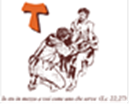 Io sto in mezzo a voi come uno che serve (Lc. 22,27)